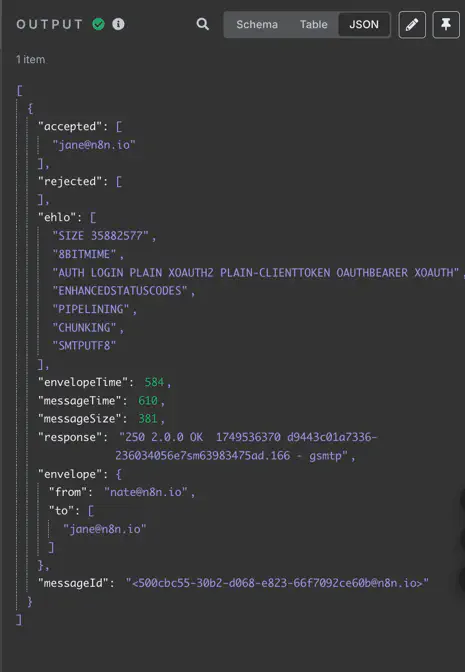 OUTPUT
Schema Table JSON
1 item
[
{
"accepted": [
"jane@n8n.io"
],
"rejected": [
],
"ehlo": [
"SIZE 35882577",
"8BITMIME",
"AUTH LOGIN PLAIN XOAUTH2 PLAIN-CLIENTTOKEN OAUTHBEARER XOAUTH",
"ENHANCEDSTATUSCODES",
"PIPELINING",
"CHUNKING",
"SMTPUTF8"
],
"envelopeTime": 584,
"messageTime": 610,
"messageSize": 381,
"response": "250 2.0.0 OK  1749536370 d9443c01a7336-
236034056e7sm63983475ad.166 - gsmtp",
"envelope": {
"from": "nate@n8n.io",
"to": [
"jane@n8n.io"
]
},
"messageId": "<500cbc55-30b2-d068-e823-66f7092ce60b@n8n.io>"
}
]